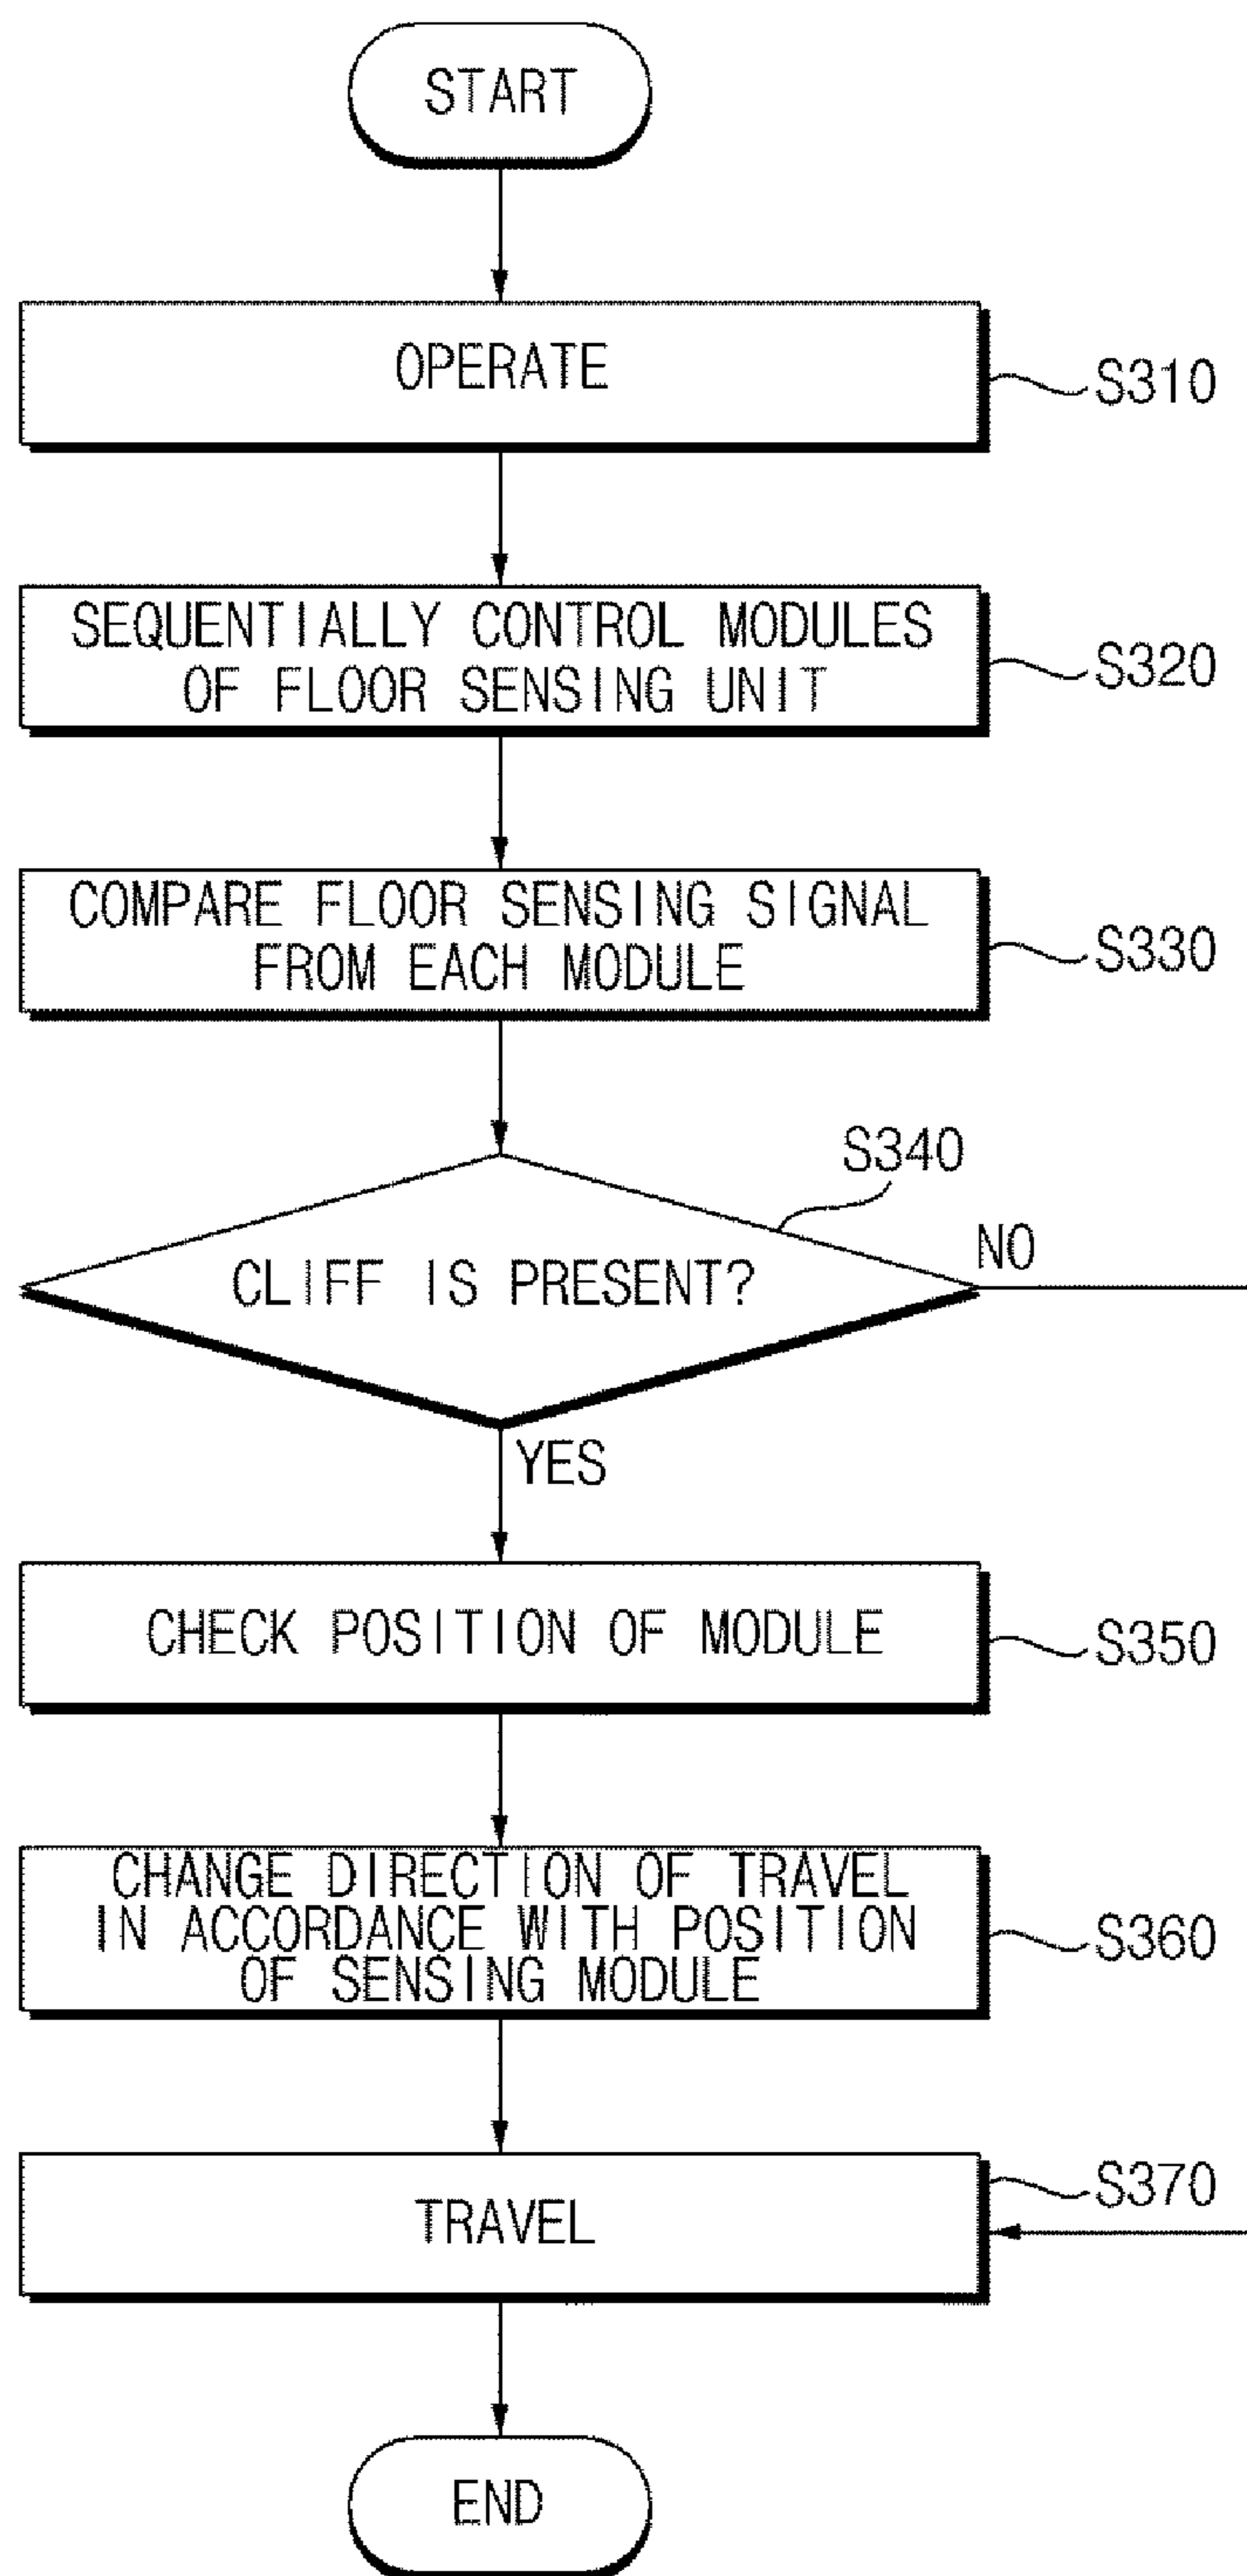 START
OPERATE
S310
SEQUENTIALLY CONTROL MODULES
OF FLOOR SENSING UNIT
S320
COMPARE FLOOR SENSING SIGNAL
FROM EACH MODULE
S330
S340
CLIFF IS PRESENT?
NO
YES
CHECK POSITION OF MODULE
S350
CHANGE DIRECTION OF TRAVEL
IN ACCORDANCE WITH POSITION
OF SENSING MODULE
S360
TRAVEL
S370
END